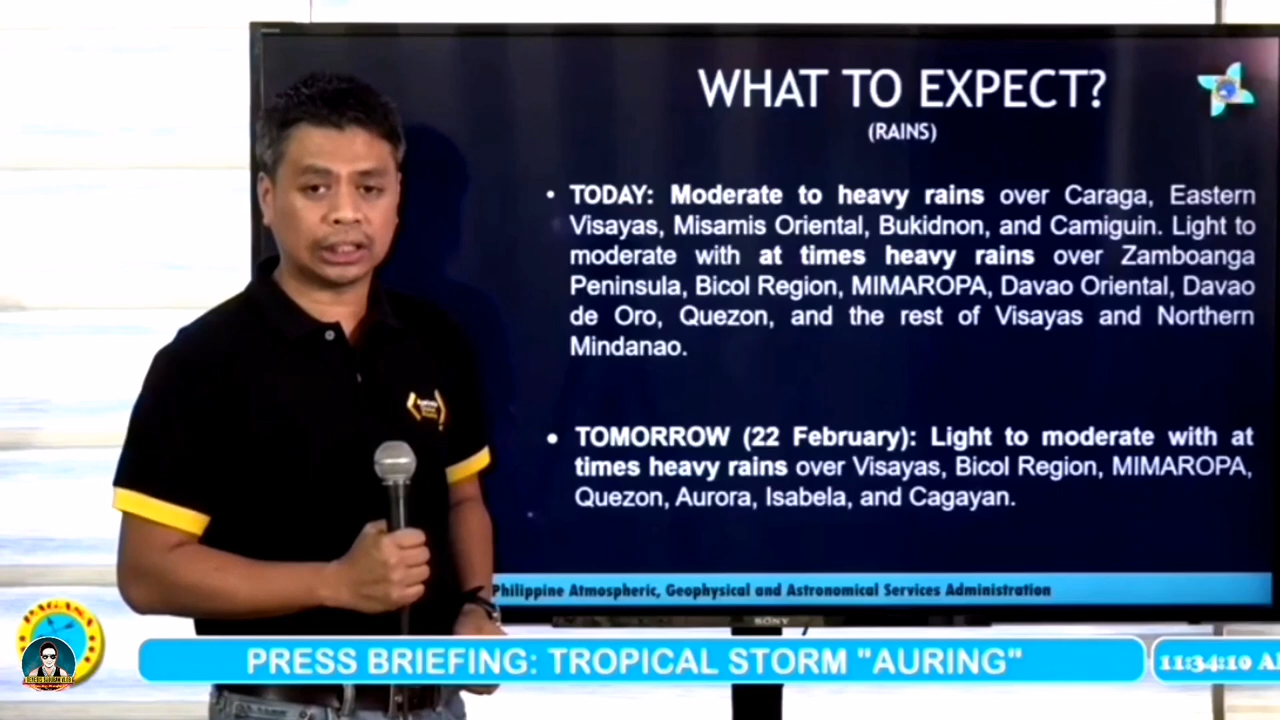 WHAT TO EXPECT?
(RAINS)
• TODAY: Moderate to heavy rains over Caraga, Eastern
Visayas, Misamis Oriental, Bukidnon, and Camiguin. Light to
moderate with at times heavy rains over Zamboanga
Peninsula, Bicol Region, MIMAROPA, Davao Oriental, Davao
de Oro, Quezon, and the rest of Visayas and Northern
Mindanao.
• TOMORROW (22 February): Light to moderate with at
times heavy rains over Visayas, Bicol Region, MIMAROPA,
Quezon, Aurora, Isabela, and Cagayan.
Philippine Atmospheric, Geophysical and Astronomical Services Administration
SONY
PAGASA
PRESS BRIEFING: TROPICAL STORM "AURING"
11:34:10